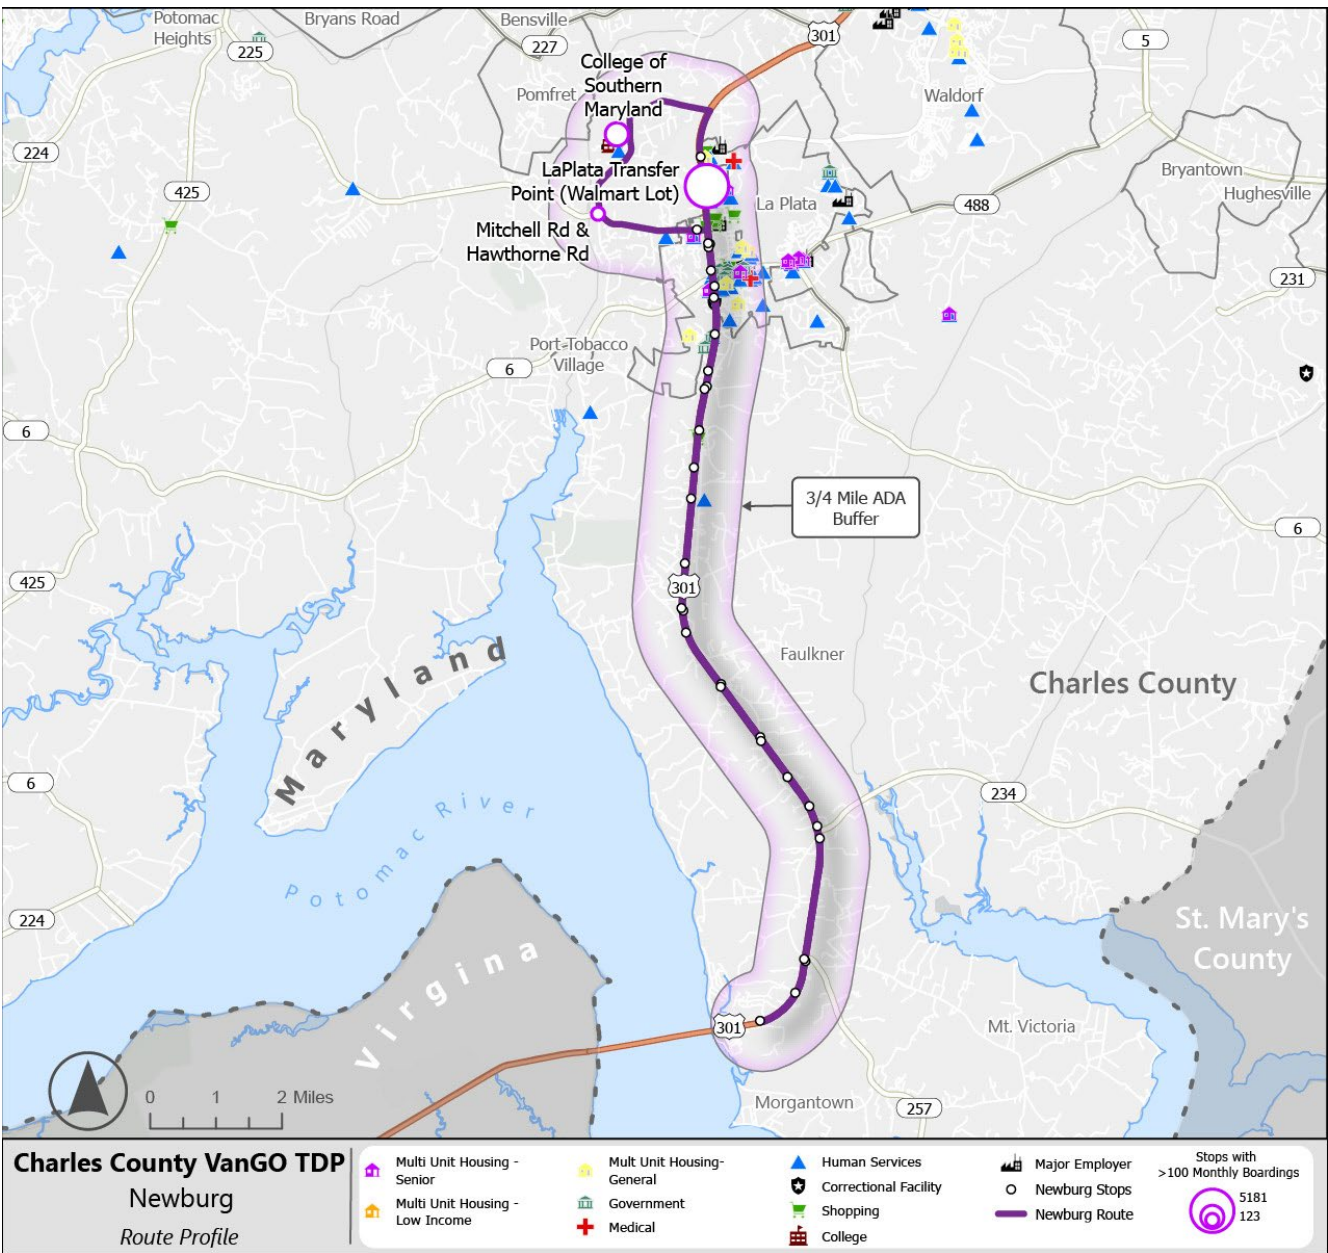 Potomac
Heights
Bryans Road
Bensville
301
225
227
5
College of
Southern
Maryland
Pomfret
Waldorf
224
LaPlata Transfer
Point (Walmart Lot)
Bryantown
425
Hughesville
La Plata
488
Mitchell Rd &
Hawthorne Rd
231
Port Tobacco
Village
6
6
3/4 Mile ADA
Buffer
6
425
301
Faulkner
Maryland
Charles County
6
234
Potomac River
224
St. Mary's
County
Virgina
301
Mt. Victoria
0 1 2 Miles
Morgantown
257
Charles County VanGO TDP
Newburg
Route Profile
Multi Unit Housing -
Senior
Multi Unit Housing -
Low Income
Mult Unit Housing-
General
Government
Medical
Human Services
Correctional Facility
Shopping
College
Major Employer
Newburg Stops
Newburg Route
Stops with
>100 Monthly Boardings
5181
123